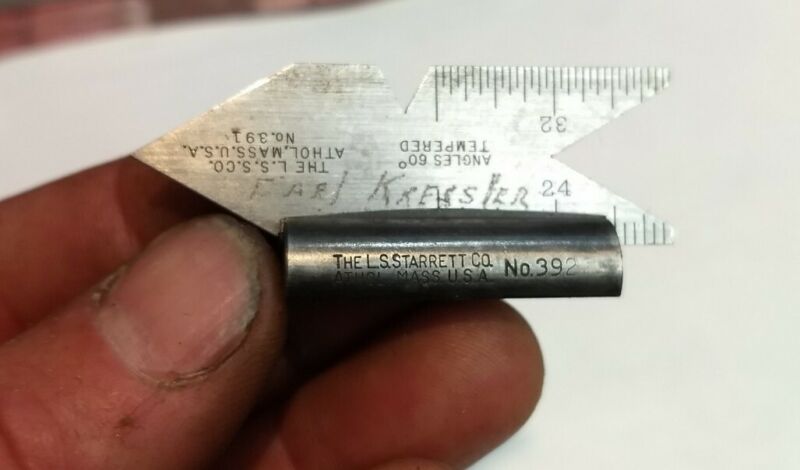 32
ANGLES 60°
TEMPERED
THE L.S.S.CO.
ATHOL, MASS. U.S.A.
No. 391
EARL KRESSLER
24
THE L.S. STARRETT CO.
ATHOL, MASS. U.S.A.
No. 392